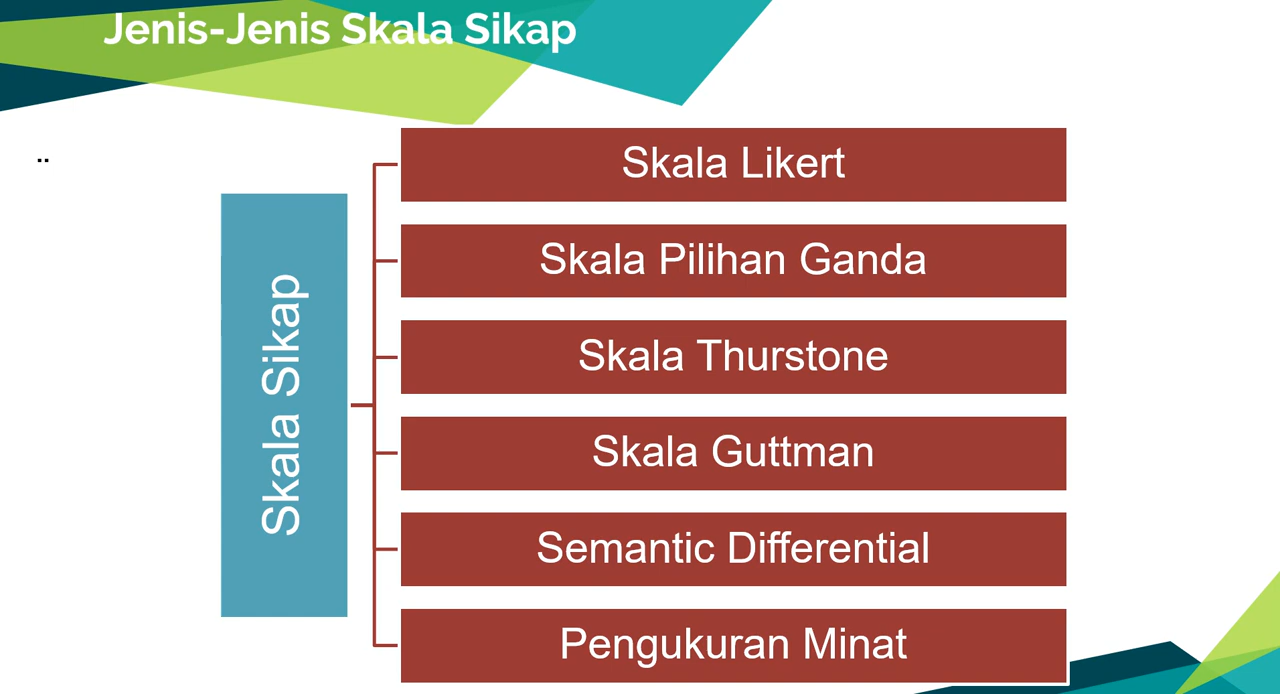 Jenis-Jenis Skala Sikap
..
Skala Sikap
Skala Likert
Skala Pilihan Ganda
Skala Thurstone
Skala Guttman
Semantic Differential
Pengukuran Minat